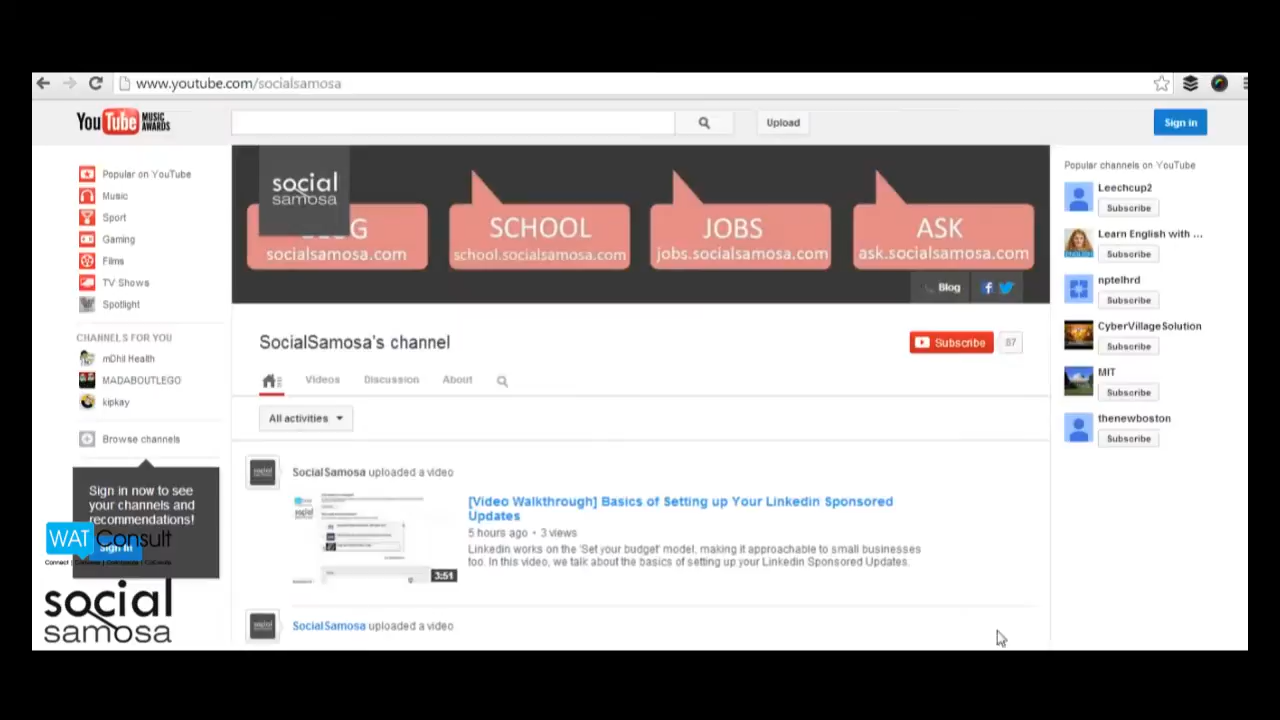 www.youtube.com/socialsamosa
YouTube MUSIC AWARDS
Upload
Sign in
Popular on YouTube
Music
Sport
Gaming
Films
TV Shows
Spotlight
CHANNELS FOR YOU
mDhil Health
MADABOUTLEGO
kipkay
Browse channels
Sign in now to see
your channels and
recommendations!
Sign in
WATConsult
social
samosa
social
samosa
socialsamosa.com
SCHOOL
school.socialsamosa.com
JOBS
jobs.socialsamosa.com
ASK
ask.socialsamosa.com
Blog
SocialSamosa's channel
Subscribe
87
Videos
Discussion
About
All activities
SocialSamosa uploaded a video
[Video Walkthrough] Basics of Setting up Your Linkedin Sponsored
Updates
5 hours ago • 3 views
Linkedin works on the 'Set your budget' model, making it approachable to small businesses
too. In this video, we talk about the basics of setting up your Linkedin Sponsored Updates.
3:51
SocialSamosa uploaded a video
Popular channels on YouTube
Leechcup2
Subscribe
Learn English with ...
Subscribe
nptelhrd
Subscribe
CyberVillageSolution
Subscribe
MIT
Subscribe
thenewboston
Subscribe